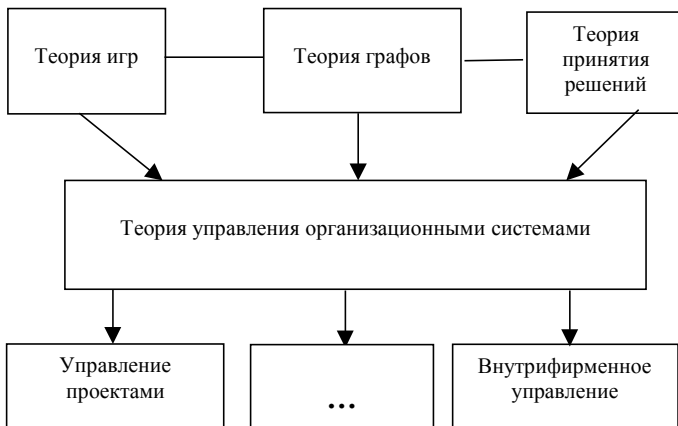 Теория игр
Теория графов
Теория
принятия
решений
Теория управления организационными системами
Управление
проектами
...
Внутрифирменное
управление